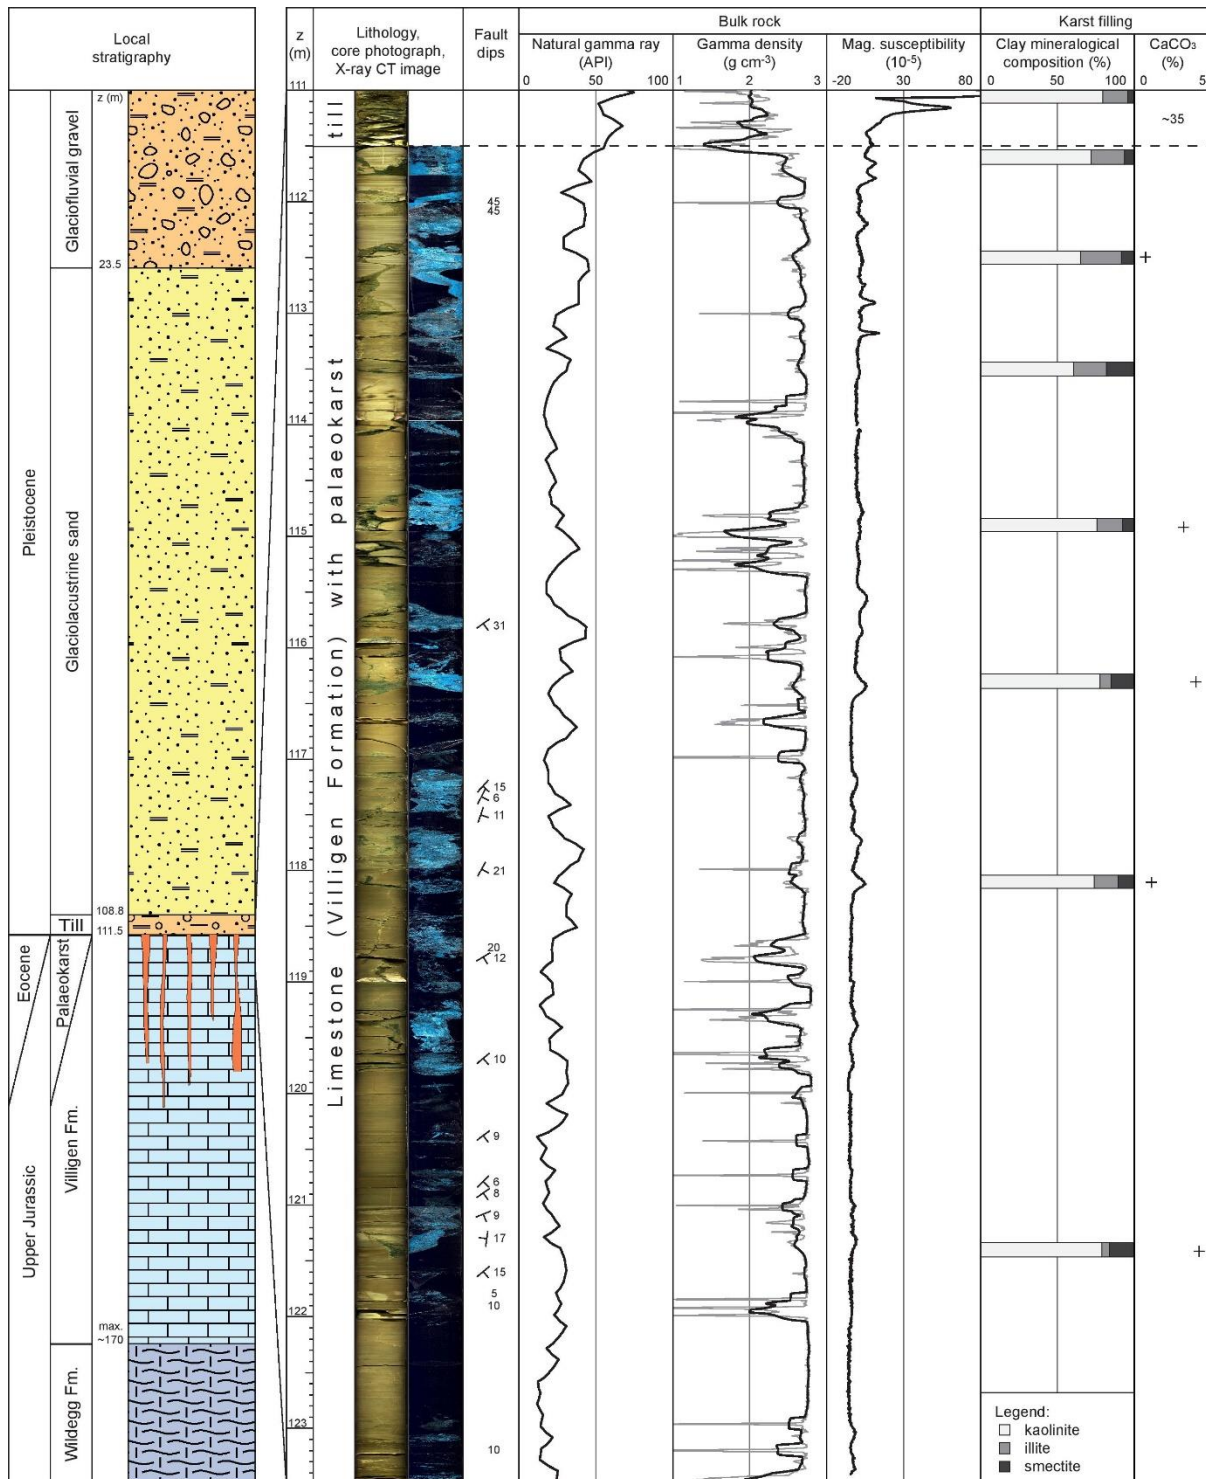 Local
stratigraphy
z
(m)
Lithology,
core photograph,
X-ray CT image
Fault
dips
Bulk rock
Natural gamma ray
(API)
0 50 100
Gamma density
(g cm-3)
1 2 3
Mag. susceptibility
(10-5)
-20 30 80
Karst filling
Clay mineralogical
composition (%)
0 50 100
CaCO3
(%)
0 5
z (m)
23.5
108.8
111.5
max.
~170
Pleistocene
Eocene
Upper Jurassic
Glaciofluvial gravel
Glaciolacustrine sand
Till
Palaeokarst
Villigen Fm.
Wildegg Fm.
111
112
113
114
115
116
117
118
119
120
121
122
123
till
Limestone (Villigen Formation) with palaeokarst
45
45
31
15
6
11
21
20
12
10
9
6
8
9
17
15
5
10
10
~35
Legend:
kaolinite
illite
smectite